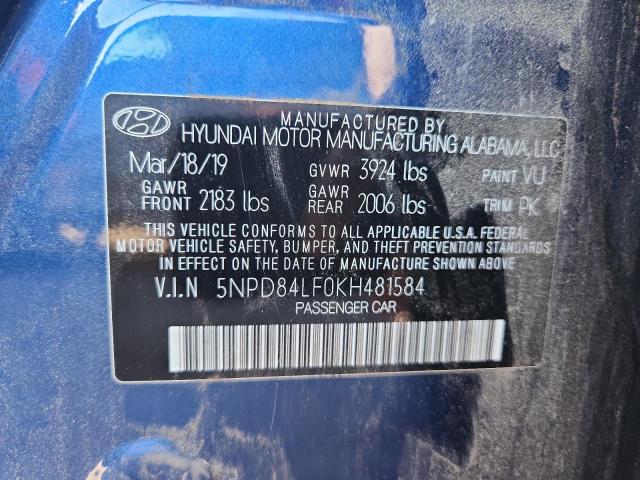 MANUFACTURED BY
HYUNDAI MOTOR MANUFACTURING ALABAMA, LLC
Mar/18/19 GVWR 3924 lbs PAINT VU
GAWR FRONT 2183 lbs GAWR REAR 2006 lbs TRIM PK
THIS VEHICLE CONFORMS TO ALL APPLICABLE U.S.A. FEDERAL
MOTOR VEHICLE SAFETY, BUMPER, AND THEFT PREVENTION STANDARDS
IN EFFECT ON THE DATE OF MANUFACTURE SHOWN ABOVE
V.I.N 5NPD84LF0KH481584
PASSENGER CAR